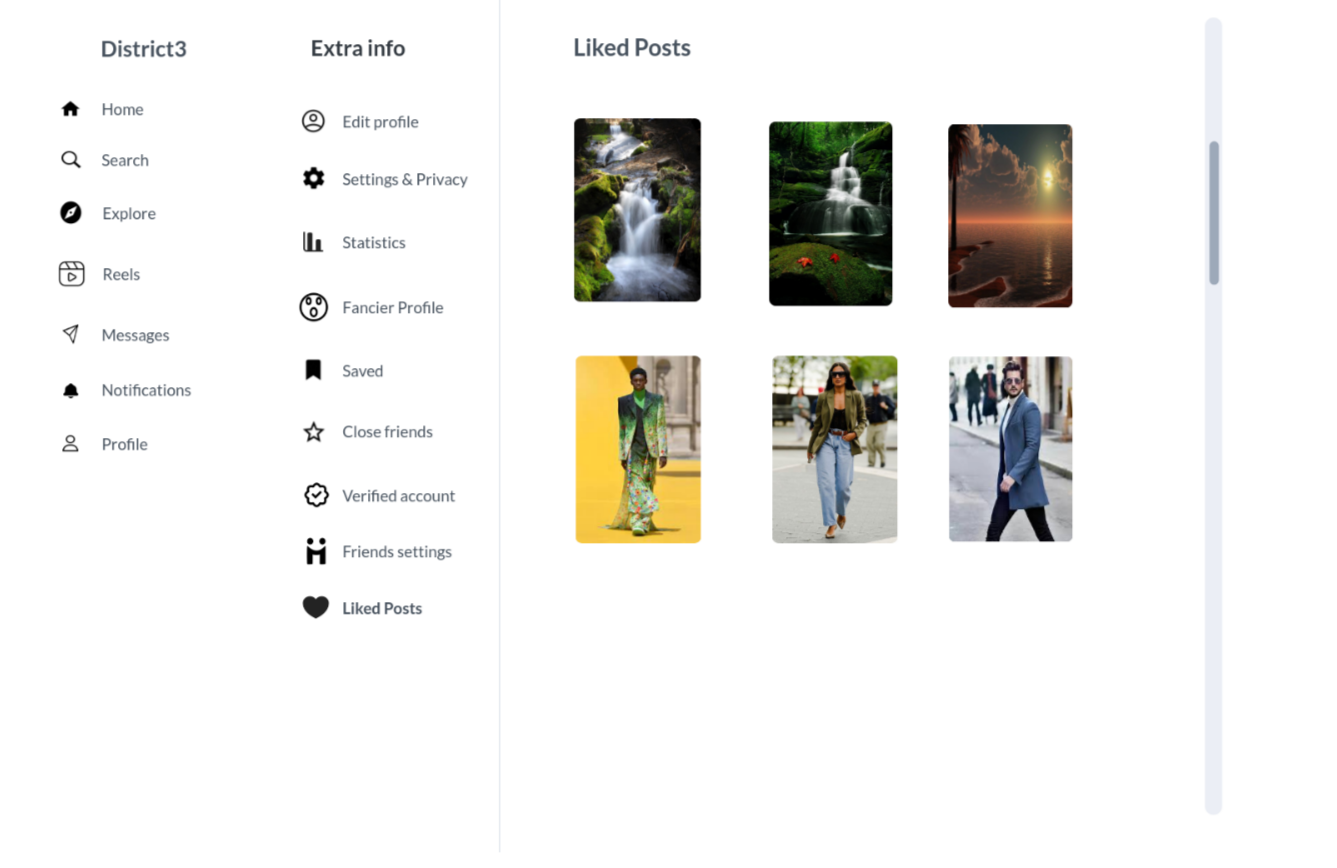 District3
Home
Search
Explore
Reels
Messages
Notifications
Profile
Extra info
Edit profile
Settings & Privacy
Statistics
Fancier Profile
Saved
Close friends
Verified account
Friends settings
Liked Posts
Liked Posts